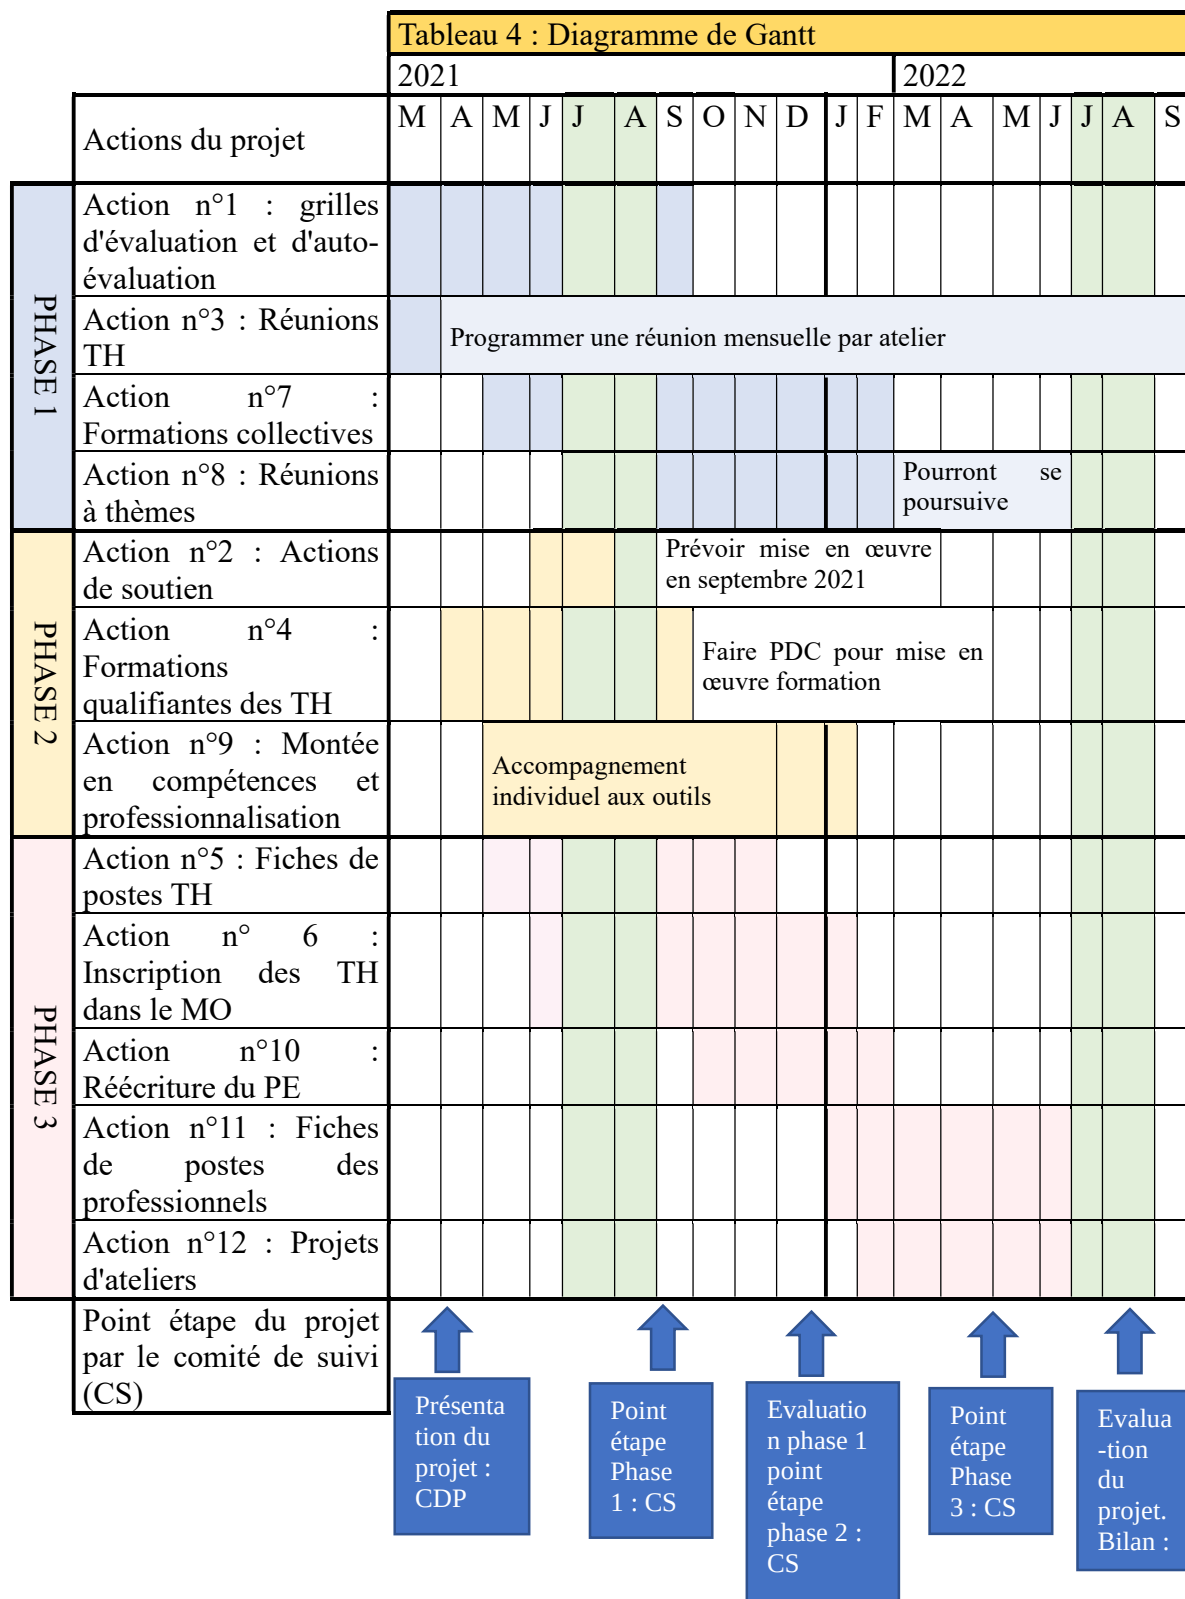 Tableau 4 : Diagramme de Gantt
2021 2022
Actions du projet
M A M J J A S O N D J F M A M J J A S
PHASE 1
Action n°1 : grilles
d'évaluation et d'auto-
évaluation
Action n°3 : Réunions
TH
Programmer une réunion mensuelle par atelier
Action n°7 :
Formations collectives
Action n°8 : Réunions
à thèmes
Pourront se
poursuive
PHASE 2
Action n°2 : Actions
de soutien
Prévoir mise en œuvre
en septembre 2021
Action n°4 :
Formations
qualifiantes des TH
Faire PDC pour mise en
œuvre formation
Action n°9 : Montée
en compétences et
professionnalisation
Accompagnement
individuel aux outils
PHASE 3
Action n°5 : Fiches de
postes TH
Action n° 6 :
Inscription des TH
dans le MO
Action n°10 :
Réécriture du PE
Action n°11 : Fiches
de postes des
professionnels
Action n°12 : Projets
d'ateliers
Point étape du projet
par le comité de suivi
(CS)
Présenta
tion du
projet :
CDP
Point
étape
Phase
1 : CS
Evaluatio
n phase 1
point
étape
phase 2 :
CS
Point
étape
Phase
3 : CS
Evalua
-tion
du
projet.
Bilan :